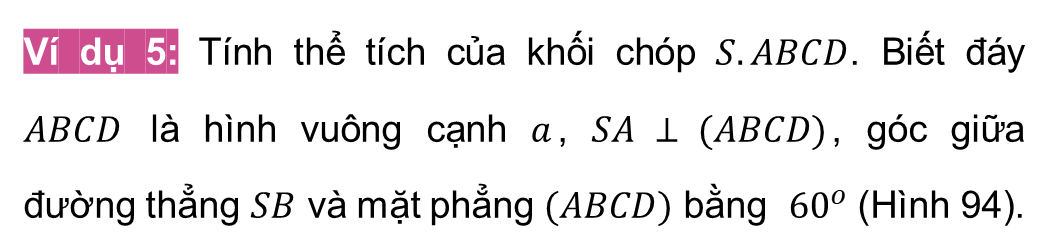 Ví dụ 5: Tính thể tích của khối chóp S.ABCD. Biết đáy
ABCD là hình vuông cạnh a, SA ⊥ (ABCD), góc giữa
đường thẳng SB và mặt phẳng (ABCD) bằng 60º (Hình 94).